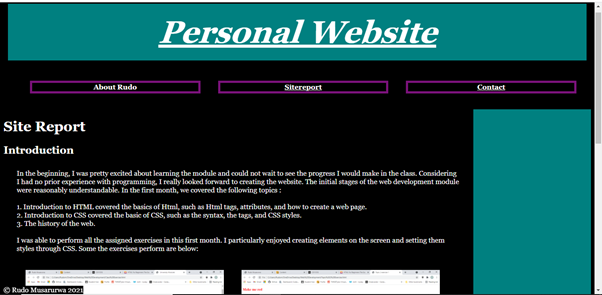 Personal Website
About Rudo
Sitereport
Contact
Site Report
Introduction
In the beginning, I was pretty excited about learning the module and could not wait to see the progress I would make in the class. Considering
I had no prior experience with programming, I really looked forward to creating the website. The initial stages of the web development module
were reasonably understandable. In the first month, we covered the following topics :
1. Introduction to HTML covered the basics of Html, such as Html tags, attributes, and how to create a web page.
2. Introduction to CSS covered the basic of CSS, such as the syntax, the tags, and CSS styles.
3. The history of the web.
I was able to perform all the assigned exercises in this first month. I particularly enjoyed creating elements on the screen and setting them
styles through CSS. Some the exercises perform are below:
Make me red
© Rudo Musarurwa 2021